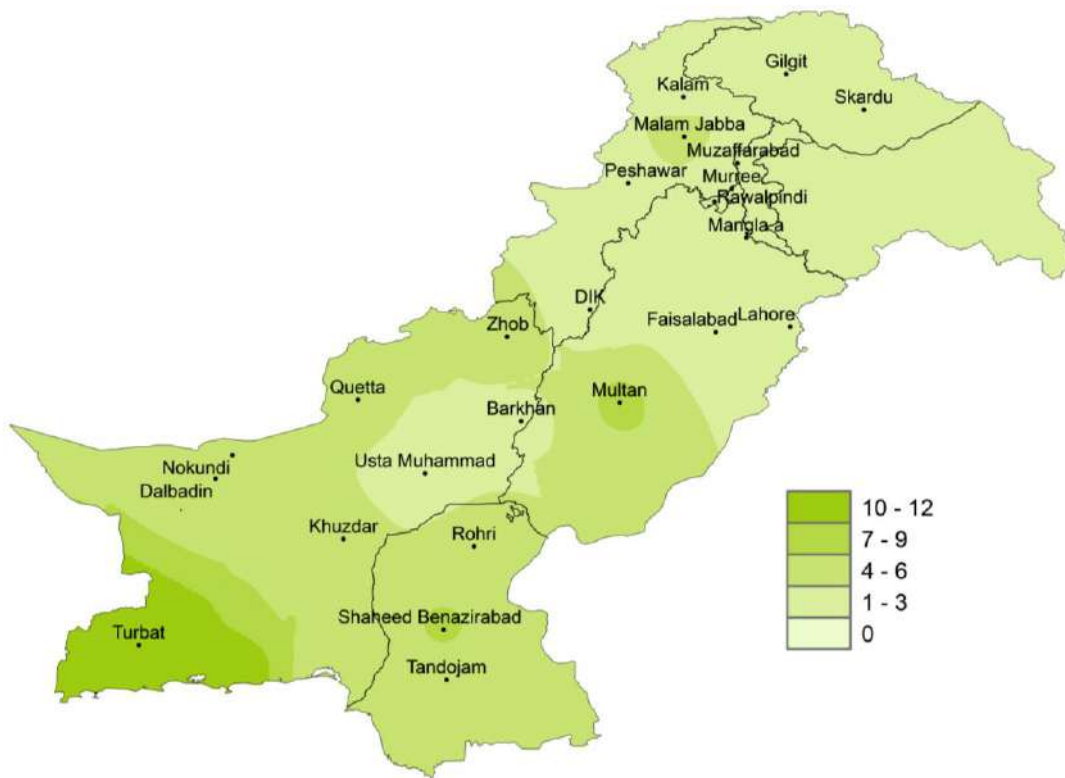 Gilgit
Kalam
Skardu
Malam Jabba
Muzaffarabad
Peshawar
Murree
Rawalpindi
Mangla-a
DIK
Zhob
Faisalabad
Lahore
Quetta
Multan
Barkhan
Usta Muhammad
Nokundi
Dalbadin
Khuzdar
Rohri
Shaheed Benazirabad
Turbat
Tandojam
10 - 12
7 - 9
4 - 6
1 - 3
0